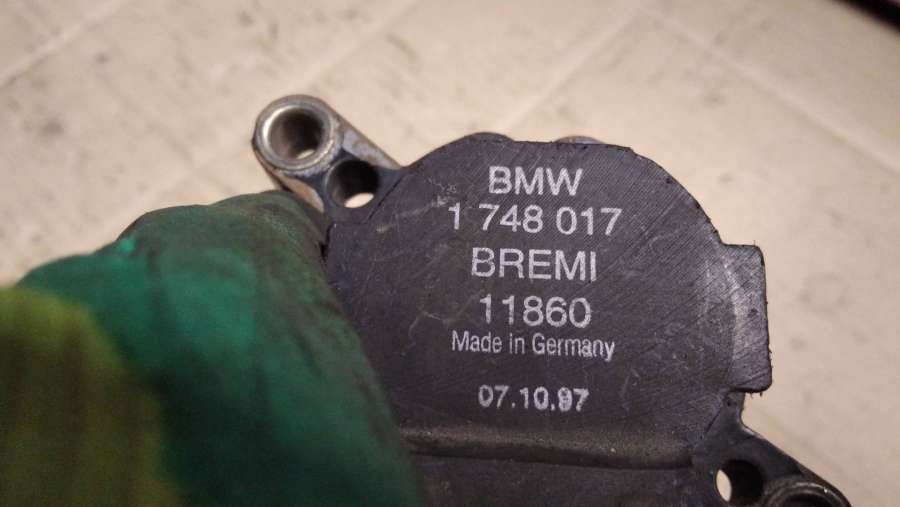 BMW
1 748 017
BREMI
11860
Made in Germany
07.10.97